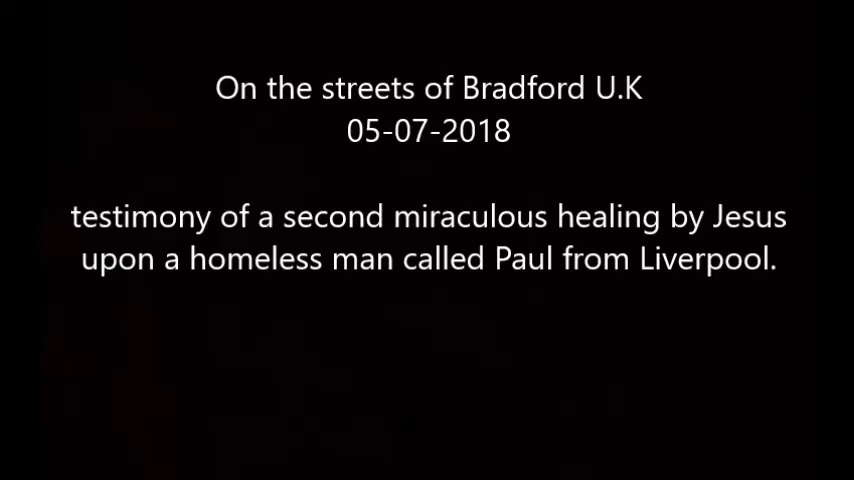 On the streets of Bradford U.K
05-07-2018
testimony of a second miraculous healing by Jesus
upon a homeless man called Paul from Liverpool.